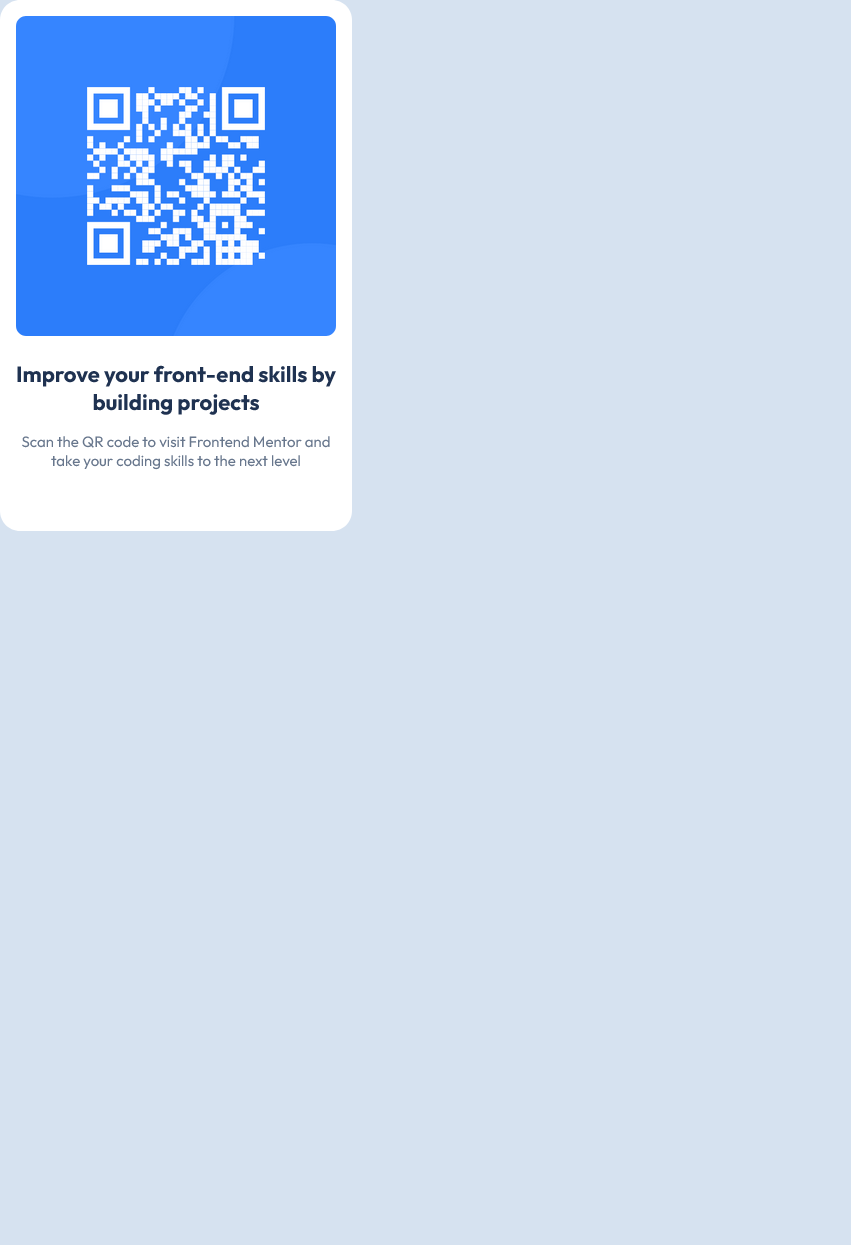 Improve your front-end skills by
building projects
Scan the QR code to visit Frontend Mentor and
take your coding skills to the next level